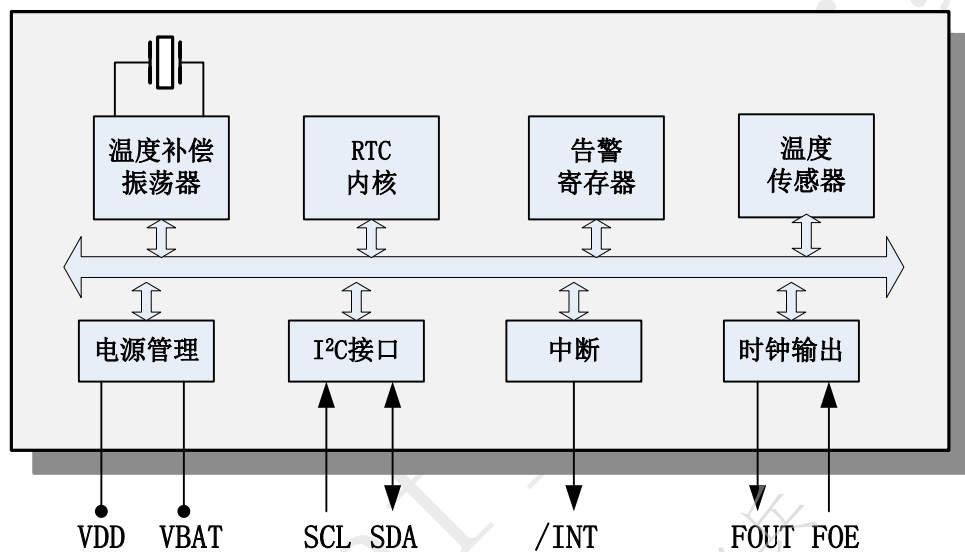 温度补偿
振荡器
RTC
内核
告警
寄存器
温度
传感器
电源管理
I²C接口
中断
时钟输出
VDD
VBAT
SCL
SDA
/INT
FOUT
FOE